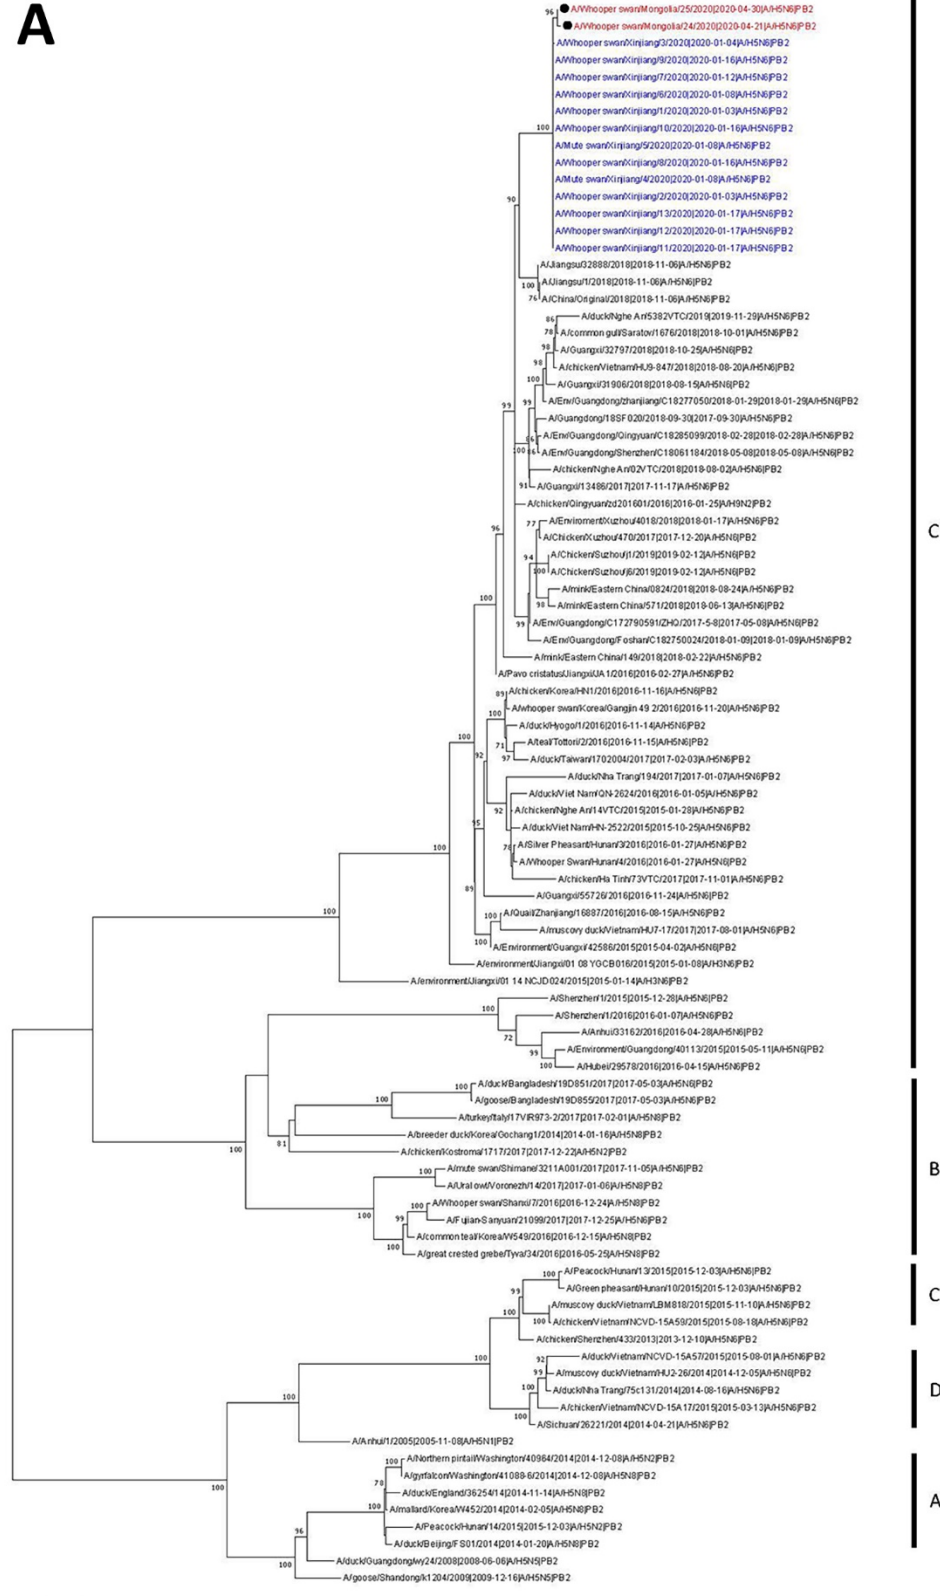 A
A/Whooper swan/Mongolia/25/2020|2020-04-30|A/H5N6|PB2
A/Whooper swan/Mongolia/24/2020|2020-04-21|A/H5N6|PB2
A/Whooper swan/Xinjiang/3/2020|2020-01-04|A/H5N6|PB2
A/Whooper swan/Xinjiang/9/2020|2020-01-16|A/H5N6|PB2
A/Whooper swan/Xinjiang/7/2020|2020-01-12|A/H5N6|PB2
A/Whooper swan/Xinjiang/6/2020|2020-01-08|A/H5N6|PB2
A/Whooper swan/Xinjiang/1/2020|2020-01-03|A/H5N6|PB2
A/Whooper swan/Xinjiang/10/2020|2020-01-16|A/H5N6|PB2
A/Mute swan/Xinjiang/5/2020|2020-01-08|A/H5N6|PB2
A/Whooper swan/Xinjiang/8/2020|2020-01-16|A/H5N6|PB2
A/Mute swan/Xinjiang/4/2020|2020-01-08|A/H5N6|PB2
A/Whooper swan/Xinjiang/2/2020|2020-01-03|A/H5N6|PB2
A/Whooper swan/Xinjiang/13/2020|2020-01-17|A/H5N6|PB2
A/Whooper swan/Xinjiang/12/2020|2020-01-17|A/H5N6|PB2
A/Whooper swan/Xinjiang/11/2020|2020-01-17|A/H5N6|PB2
A/Jiangsu/32888/2018|2018-11-06|A/H5N6|PB2
A/Jiangsu/1/2018|2018-11-06|A/H5N6|PB2
A/China/Original/2018|2018-11-06|A/H5N6|PB2
A/duck/Nghe An/5382VTC/2019|2019-11-29|A/H5N6|PB2
A/common gull/Saratov/1676/2018|2018-10-01|A/H5N6|PB2
A/Guangxi/32797/2018|2018-10-25|A/H5N6|PB2
A/chicken/Vietnam/HU9-847/2018|2018-08-20|A/H5N6|PB2
A/Guangxi/31906/2018|2018-08-15|A/H5N6|PB2
A/Env/Guangdong/zhanjiang/C18277050/2018-01-29|2018-01-29|A/H5N6|PB2
A/Guangdong/18SF020/2018-09-30|2017-09-30|A/H5N6|PB2
A/Env/Guangdong/Qingyuan/C18285099/2018-02-28|2018-02-28|A/H5N6|PB2
A/Env/Guangdong/Shenzhen/C18061184/2018-05-08|2018-05-08|A/H5N6|PB2
A/chicken/Nghe An/02VTC/2018|2018-08-02|A/H5N6|PB2
A/Guangxi/13486/2017|2017-11-17|A/H5N6|PB2
A/chicken/Qingyuan/zd201601/2016|2016-01-25|A/H9N2|PB2
A/Enviroment/Xuzhou/4018/2018|2018-01-17|A/H5N6|PB2
A/Chicken/Xuzhou/470/2017|2017-12-20|A/H5N6|PB2
A/Chicken/Suzhou/j1/2019|2019-02-12|A/H5N6|PB2
A/Chicken/Suzhou/j6/2019|2019-02-12|A/H5N6|PB2
A/mink/Eastern China/0824/2018|2018-08-24|A/H5N6|PB2
A/mink/Eastern China/571/2018|2018-06-13|A/H5N6|PB2
A/Env/Guangdong/C172790591/ZHQ/2017-5-8|2017-05-08|A/H5N6|PB2
A/Env/Guangdong/Foshan/C182750024/2018-01-09|2018-01-09|A/H5N6|PB2
A/mink/Eastern China/149/2018|2018-02-22|A/H5N6|PB2
A/Pavo cristatus/Jiangxi/JA1/2016|2016-02-27|A/H5N6|PB2
A/chicken/Korea/HN1/2016|2016-11-16|A/H5N6|PB2
A/whooper swan/Korea/Gangjin 49 2/2016|2016-11-20|A/H5N6|PB2
A/duck/Hyogo/1/2016|2016-11-14|A/H5N6|PB2
A/teal/Tottori/2/2016|2016-11-15|A/H5N6|PB2
A/duck/Taiwan/1702004/2017|2017-02-03|A/H5N6|PB2
A/duck/Nha Trang/194/2017|2017-01-07|A/H5N6|PB2
A/duck/Viet Nam/QN-2624/2016|2016-01-05|A/H5N6|PB2
A/chicken/Nghe An/14VTC/2015|2015-01-28|A/H5N6|PB2
A/duck/Viet Nam/HN-2522/2015|2015-10-25|A/H5N6|PB2
A/Silver Pheasant/Hunan/3/2016|2016-01-27|A/H5N6|PB2
A/Whooper Swan/Hunan/4/2016|2016-01-27|A/H5N6|PB2
A/chicken/Ha Tinh/73VTC/2017|2017-11-01|A/H5N6|PB2
A/Guangxi/55726/2016|2016-11-24|A/H5N6|PB2
A/Quail/Zhanjiang/16887/2016|2016-08-15|A/H5N6|PB2
A/muscovy duck/Vietnam/HU7-17/2017|2017-08-01|A/H5N6|PB2
A/Environment/Guangxi/42586/2015|2015-04-02|A/H5N6|PB2
A/environment/Jiangxi/01 08 YGCB016/2015|2015-01-08|A/H3N6|PB2
A/environment/Jiangxi/01 14 NCJD024/2015|2015-01-14|A/H3N6|PB2
A/Shenzhen/1/2015|2015-12-28|A/H5N6|PB2
A/Shenzhen/1/2016|2016-01-07|A/H5N6|PB2
A/Anhui/33162/2016|2016-04-28|A/H5N6|PB2
A/Environment/Guangdong/40113/2015|2015-05-11|A/H5N6|PB2
A/Hubei/29578/2016|2016-04-15|A/H5N6|PB2
C
A/duck/Bangladesh/19D851/2017|2017-05-03|A/H5N6|PB2
A/goose/Bangladesh/19D855/2017|2017-05-03|A/H5N6|PB2
A/turkey/Italy/17VIR973-2/2017|2017-02-01|A/H5N8|PB2
A/breeder duck/Korea/Gochang1/2014|2014-01-16|A/H5N8|PB2
A/chicken/Kostroma/1717/2017|2017-12-22|A/H5N2|PB2
A/mute swan/Shimane/3211A001/2017|2017-11-05|A/H5N6|PB2
A/Ural owl/Voronezh/14/2017|2017-01-06|A/H5N8|PB2
A/Whooper swan/Shanxi/7/2016|2016-12-24|A/H5N8|PB2
A/Fujian-Sanyuan/21099/2017|2017-12-25|A/H5N6|PB2
A/common teal/Korea/W549/2016|2016-12-15|A/H5N8|PB2
A/great crested grebe/Tyva/34/2016|2016-05-25|A/H5N8|PB2
B
A/Peacock/Hunan/13/2015|2015-12-03|A/H5N6|PB2
A/Green pheasant/Hunan/10/2015|2015-12-03|A/H5N6|PB2
A/muscovy duck/Vietnam/LBM818/2015|2015-11-10|A/H5N6|PB2
A/chicken/Vietnam/NCVD-15A59/2015|2015-08-18|A/H5N6|PB2
A/chicken/Shenzhen/433/2013|2013-12-10|A/H5N6|PB2
C
A/duck/Vietnam/NCVD-15A57/2015|2015-08-01|A/H5N6|PB2
A/muscovy duck/Vietnam/HU2-26/2014|2014-12-05|A/H5N6|PB2
A/duck/Nha Trang/75c131/2014|2014-08-16|A/H5N6|PB2
A/chicken/Vietnam/NCVD-15A17/2015|2015-03-13|A/H5N6|PB2
A/Sichuan/26221/2014|2014-04-21|A/H5N6|PB2
D
A/Anhui/1/2005|2005-11-08|A/H5N1|PB2
A/Northern pintail/Washington/40964/2014|2014-12-08|A/H5N2|PB2
A/gyrfalcon/Washington/41088-6/2014|2014-12-08|A/H5N8|PB2
A/duck/England/36254/14|2014-11-14|A/H5N8|PB2
A/mallard/Korea/W452/2014|2014-02-05|A/H5N8|PB2
A/Peacock/Hunan/14/2015|2015-12-03|A/H5N2|PB2
A/duck/Beijing/FS01/2014|2014-01-20|A/H5N8|PB2
A
A/duck/Guangdong/wy24/2008|2008-06-06|A/H5N5|PB2
A/goose/Shandong/k1204/2009|2009-12-16|A/H5N5|PB2